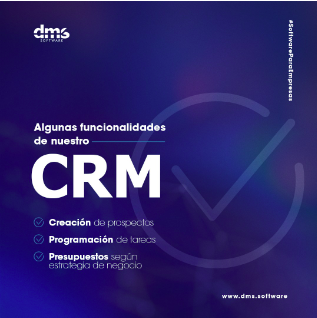 dms
SOFTWARE
#SoftwareParaEmpresas
Algunas funcionalidades
de nuestro
CRM
Creación de prospectos
Programación de tareas
Presupuestos según
estrategia de negocio
www.dms.software